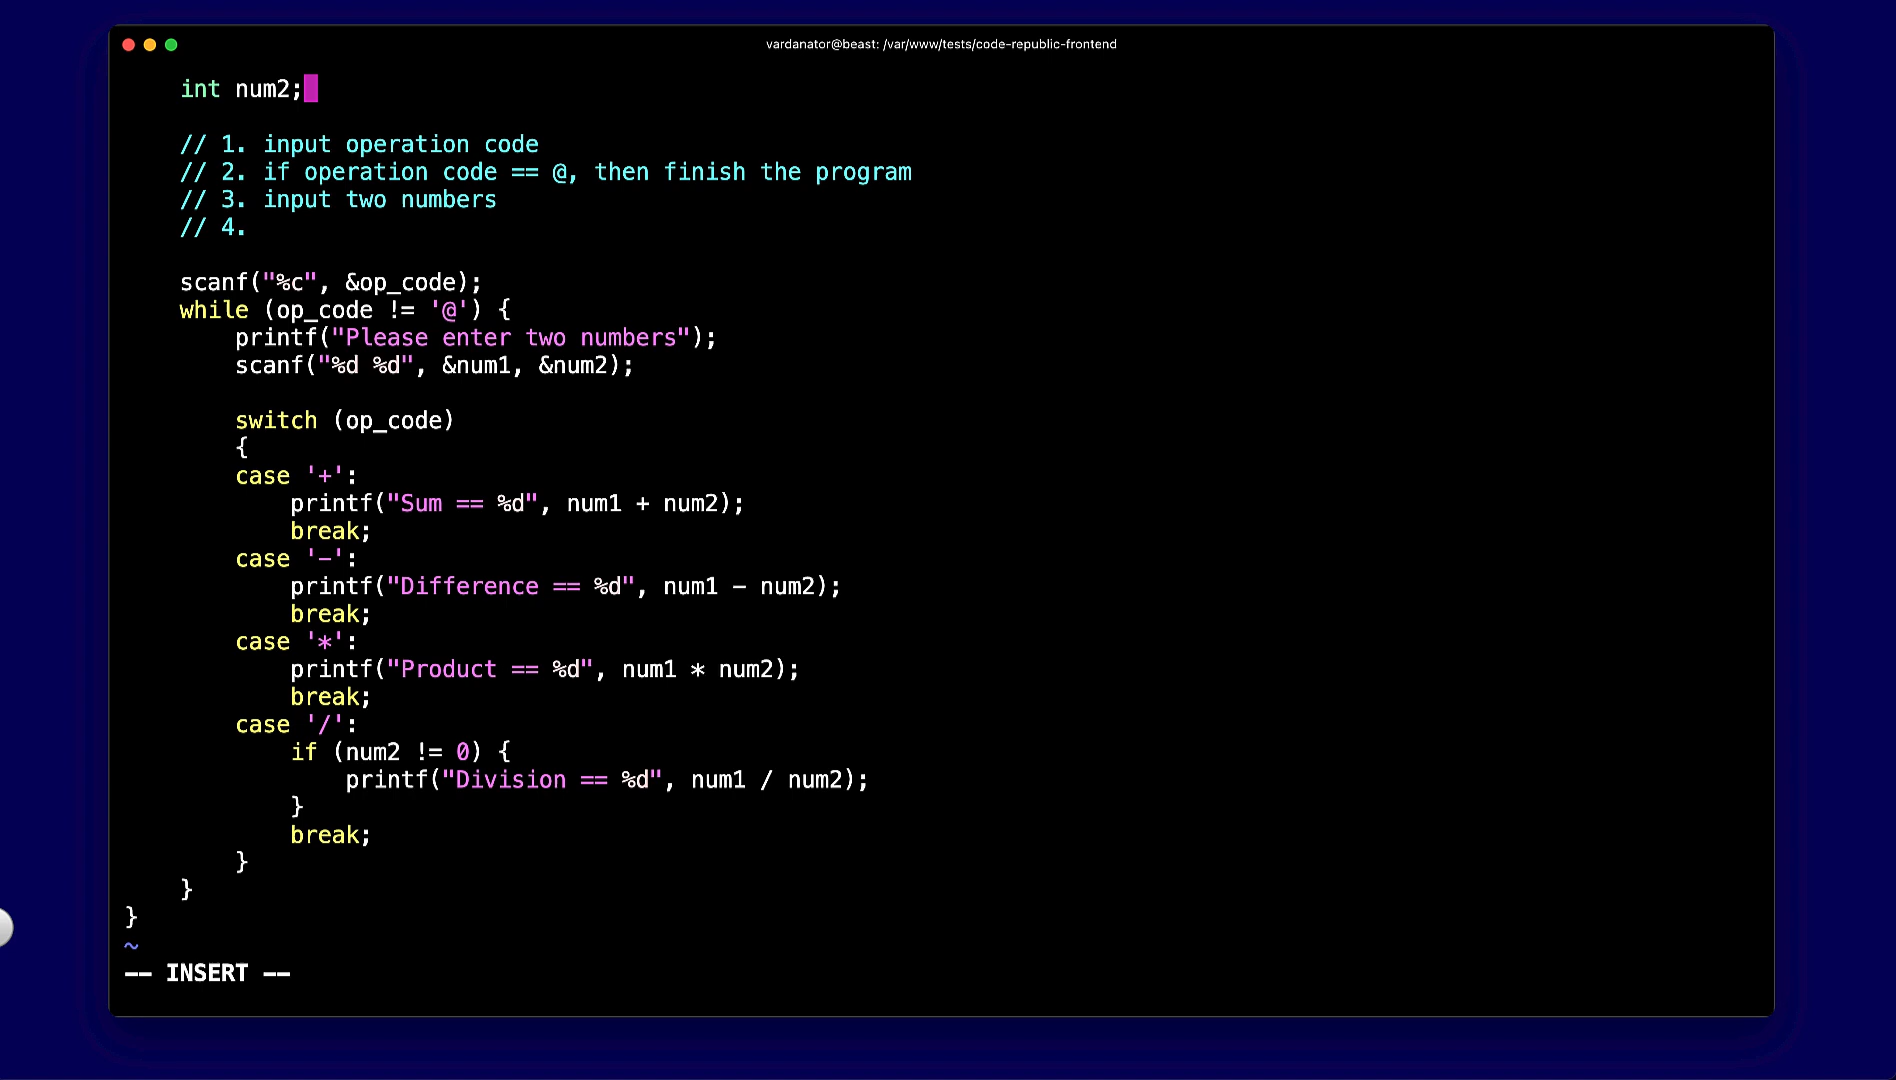 vardanator@beast: /var/www/tests/code-republic-frontend
int num2;
// 1. input operation code
// 2. if operation code == @, then finish the program
// 3. input two numbers
// 4.
scanf("%c", &op_code);
while (op_code != '@') {
printf("Please enter two numbers");
scanf("%d %d", &num1, &num2);
switch (op_code)
{
case '+':
printf("Sum == %d", num1 + num2);
break;
case '-':
printf("Difference == %d", num1 - num2);
break;
case '*':
printf("Product == %d", num1 * num2);
break;
case '/':
if (num2 != 0) {
printf("Division == %d", num1 / num2);
}
break;
}
}
}
~
-- INSERT --